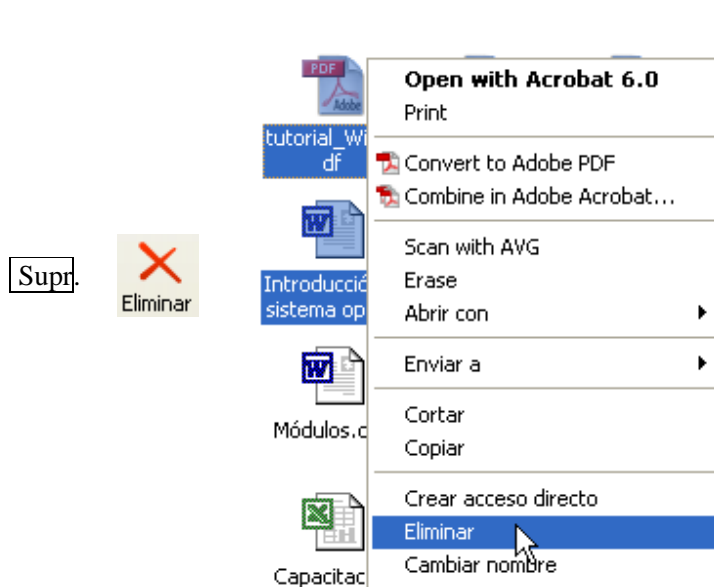 Supr.
Eliminar
PDF
Adobe
tutorial_Wi
df
W
Introducció
sistema op
W
Módulos.c
X
Capacitac
Open with Acrobat 6.0
Print
Convert to Adobe PDF
Combine in Adobe Acrobat...
Scan with AVG
Erase
Abrir con
Enviar a
Cortar
Copiar
Crear acceso directo
Eliminar
Cambiar nombre